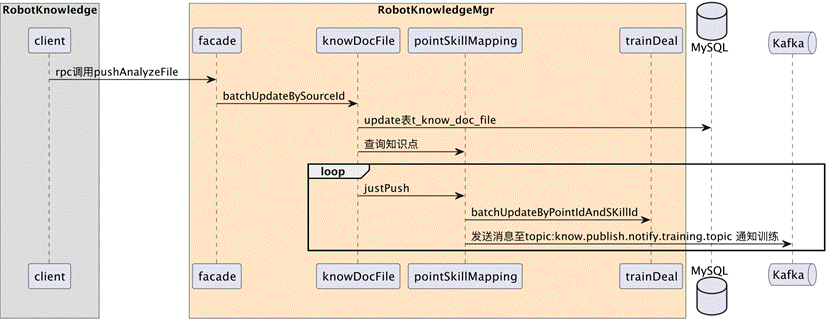 RobotKnowledge
RobotKnowledgeMgr
client
facade
knowDocFile
pointSkillMapping
trainDeal
MySQL
Kafka
rpc调用pushAnalyzeFile
batchUpdateBySourceId
update表t_know_doc_file
查询知识点
loop
justPush
batchUpdateByPointIdAndSKillId
发送消息至topic:know.publish.notify.training.topic 通知训练
client
facade
knowDocFile
pointSkillMapping
trainDeal
MySQL
Kafka